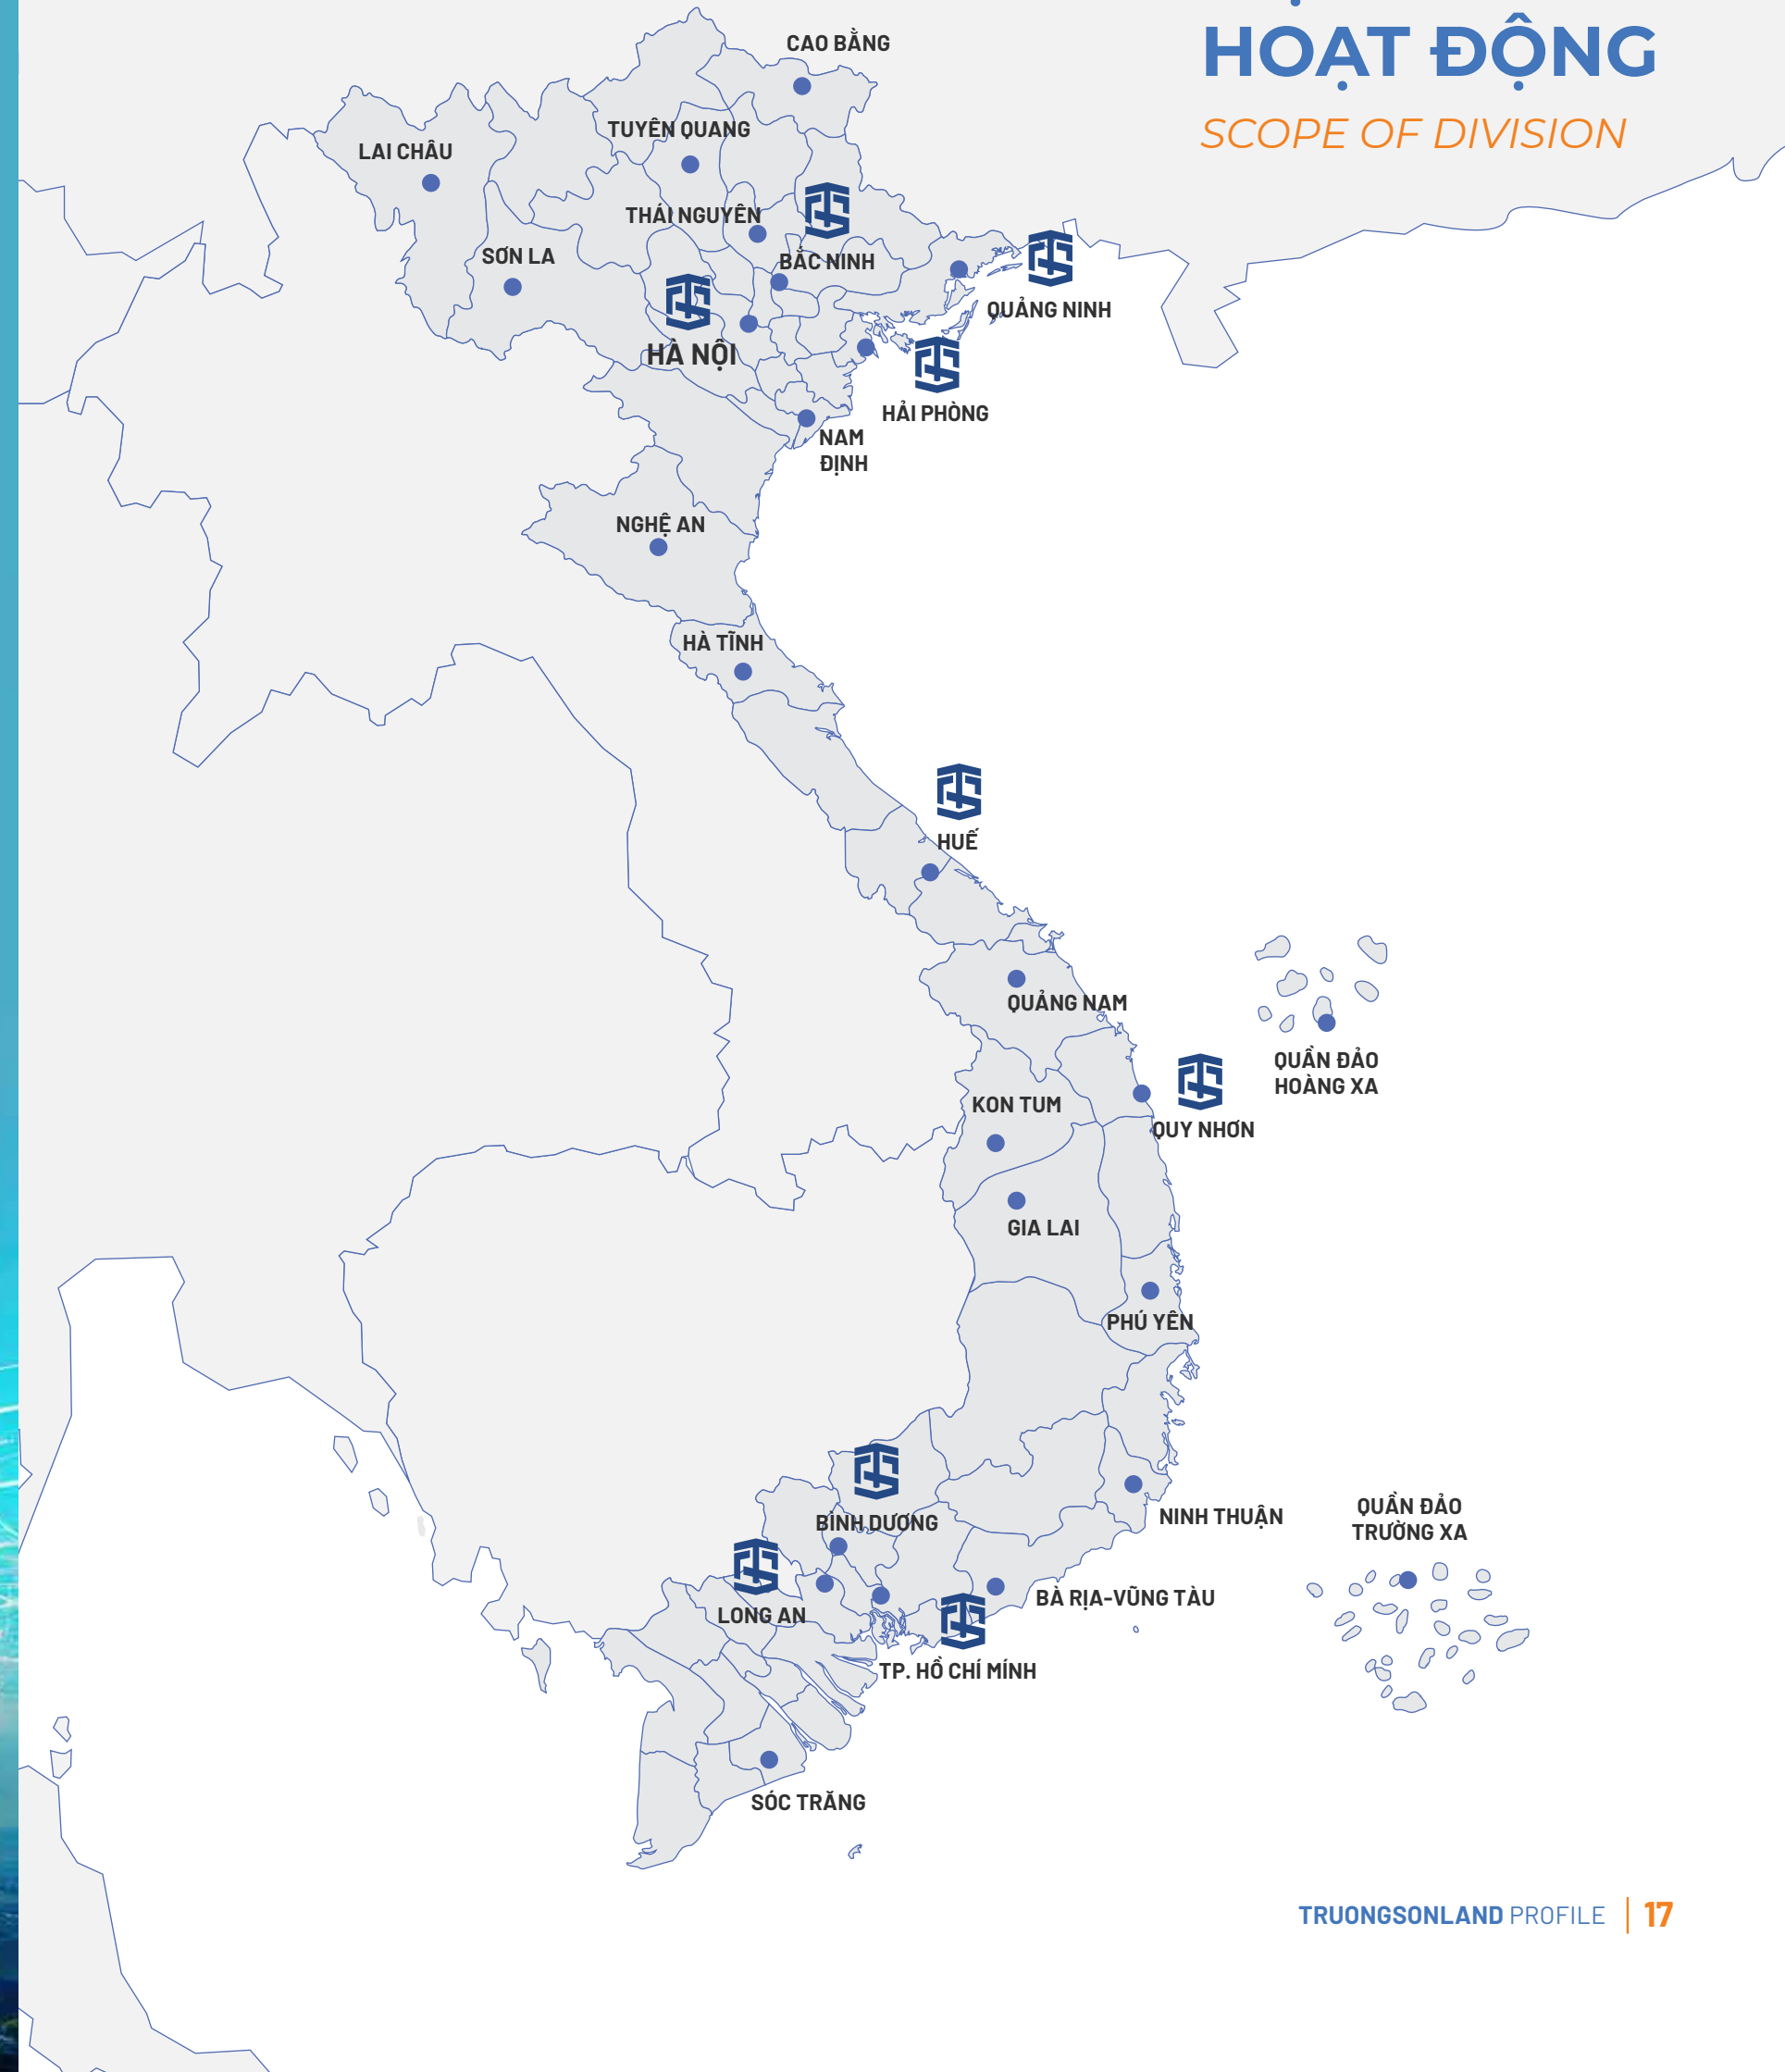 HOẠT ĐỘNG
SCOPE OF DIVISION
CAO BẰNG
TUYÊN QUANG
LAI CHÂU
THÁI NGUYÊN
SƠN LA
BẮC NINH
QUẢNG NINH
HÀ NỘI
HẢI PHÒNG
NAM
ĐỊNH
NGHỆ AN
HÀ TĨNH
HUẾ
QUẢNG NAM
QUẦN ĐẢO
HOÀNG XA
KON TUM
QUY NHƠN
GIA LAI
PHÚ YÊN
BÌNH DƯƠNG
NINH THUẬN
QUẦN ĐẢO
TRƯỜNG XA
LONG AN
BÀ RỊA-VŨNG TÀU
TP. HỒ CHÍ MÍNH
SÓC TRĂNG
TRUONGSONLAND PROFILE | 17